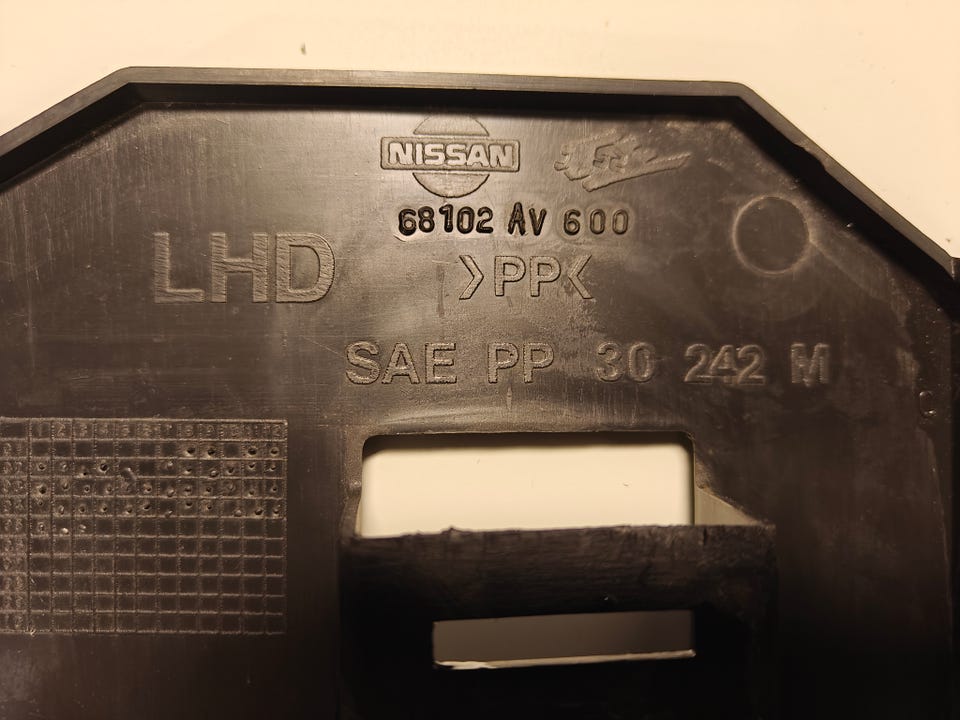 NISSAN
68102 AV 600
LHD
>PP<
SAE PP 30 242 M